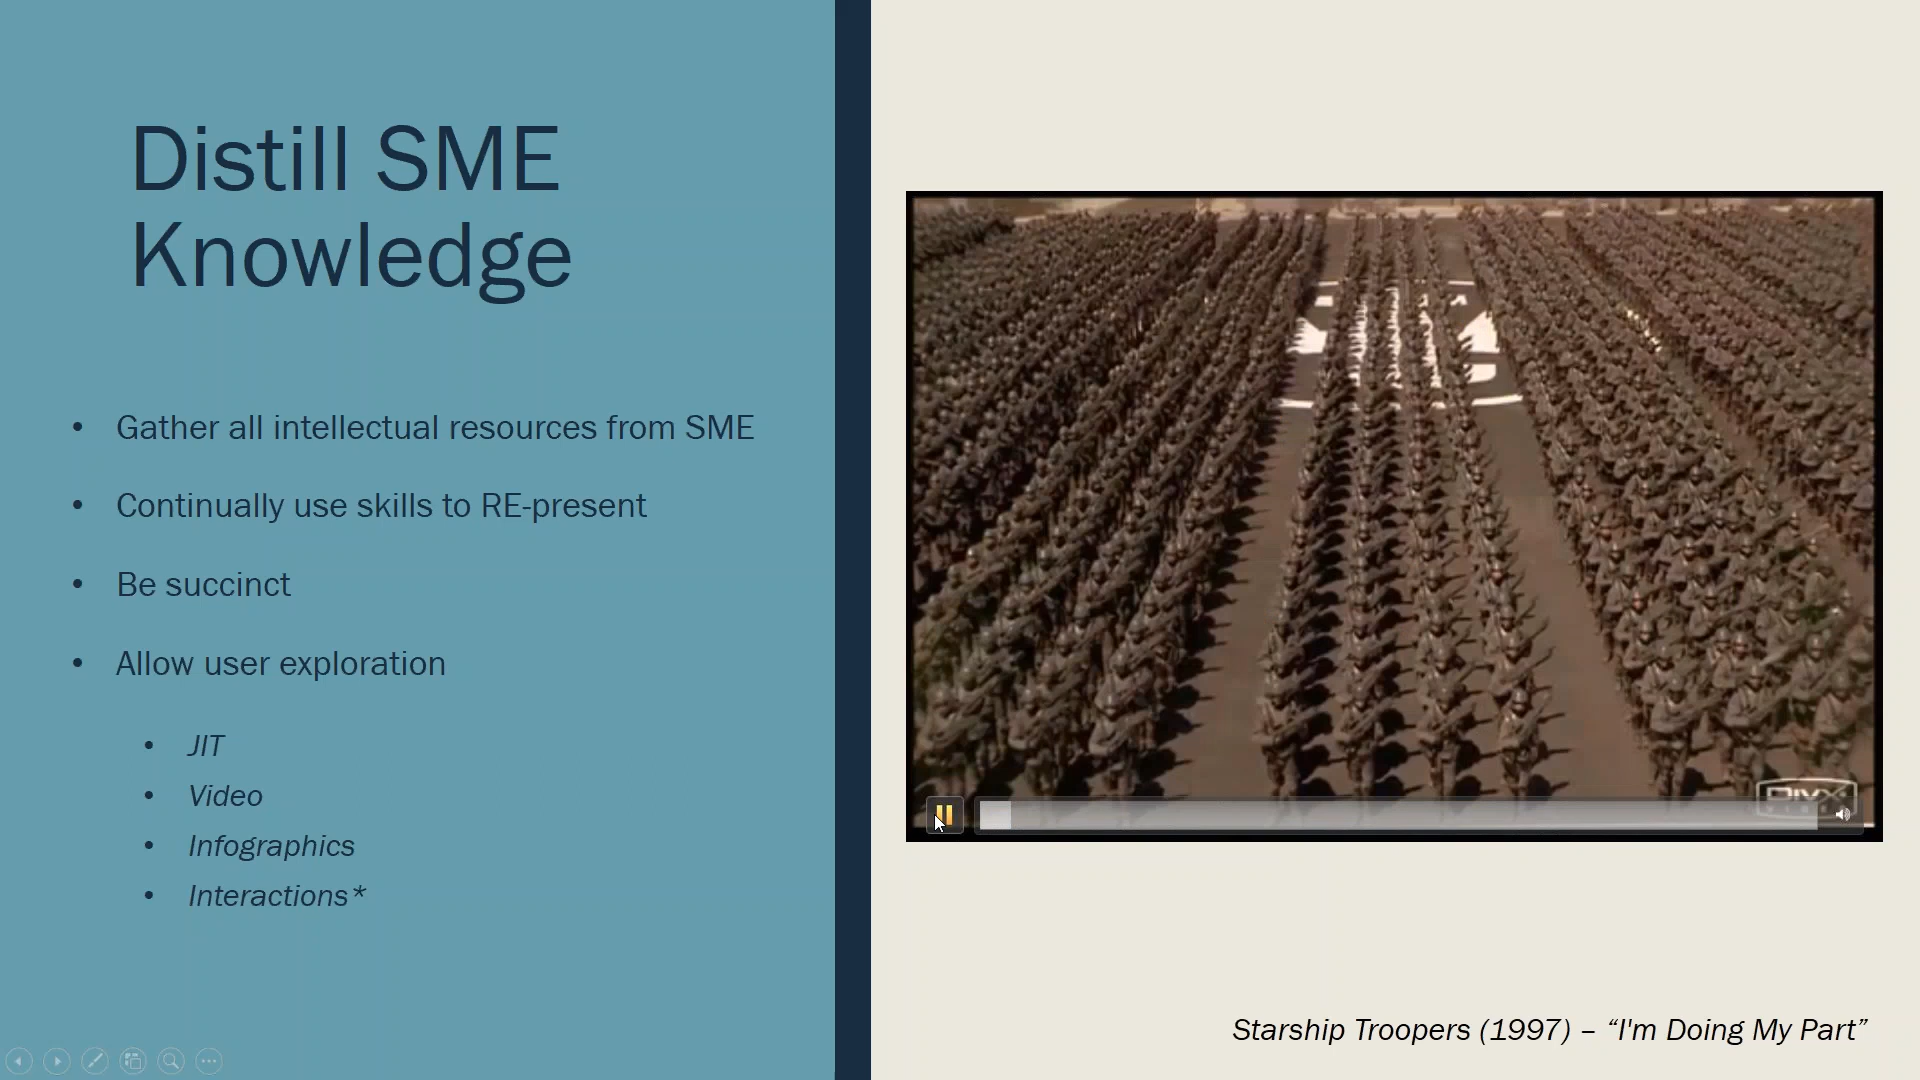 Distill SME
Knowledge
• Gather all intellectual resources from SME
• Continually use skills to RE-present
• Be succinct
• Allow user exploration
• JIT
• Video
• Infographics
• Interactions*
DIVX
Starship Troopers (1997) – “I'm Doing My Part”